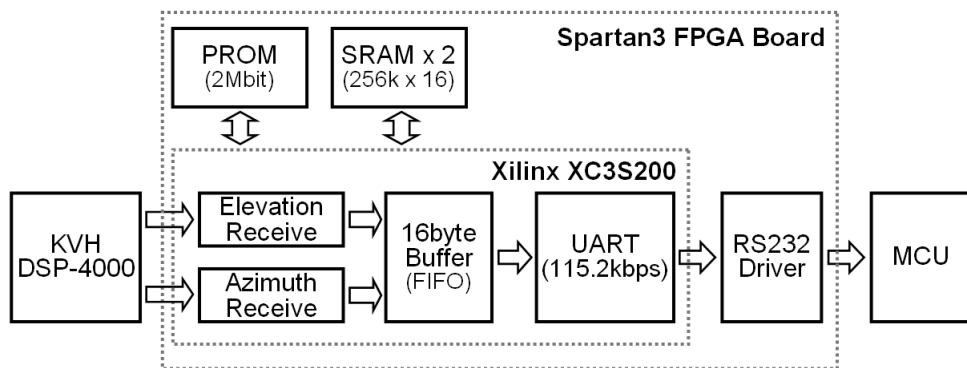 Spartan3 FPGA Board
PROM
(2Mbit)
SRAM x 2
(256k x 16)
Xilinx XC3S200
KVH
DSP-4000
Elevation
Receive
Azimuth
Receive
16byte
Buffer
(FIFO)
UART
(115.2kbps)
RS232
Driver
MCU